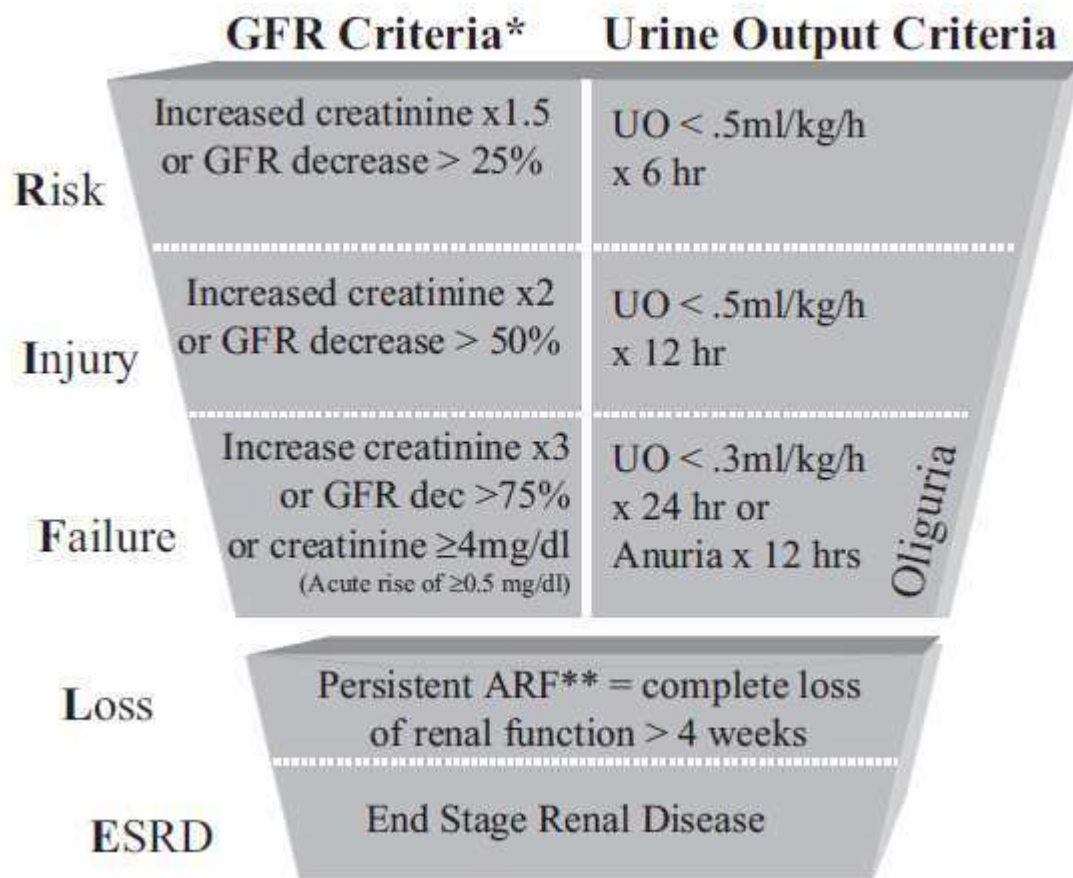 GFR Criteria* Urine Output Criteria
Risk
Increased creatinine x1.5
or GFR decrease > 25%
UO < .5ml/kg/h
x 6 hr
Injury
Increased creatinine x2
or GFR decrease > 50%
UO < .5ml/kg/h
x 12 hr
Failure
Increase creatinine x3
or GFR dec >75%
or creatinine ≥4mg/dl
(Acute rise of ≥0.5 mg/dl)
UO < .3ml/kg/h
x 24 hr or
Anuria x 12 hrs
Oliguria
Loss
Persistent ARF** = complete loss
of renal function > 4 weeks
ESRD
End Stage Renal Disease